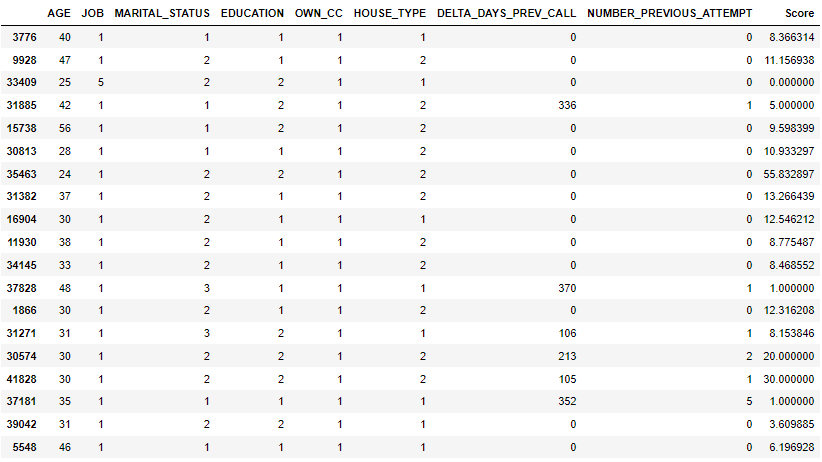 AGE JOB MARITAL_STATUS EDUCATION OWN_CC HOUSE_TYPE DELTA_DAYS_PREV_CALL NUMBER_PREVIOUS_ATTEMPT Score
3776 40 1 1 1 1 1 0 0 8.366314
9928 47 1 2 1 1 2 0 0 11.156938
33409 25 5 2 2 1 1 0 0 0.000000
31885 42 1 1 2 1 2 336 1 5.000000
15738 56 1 1 2 1 2 0 0 9.598399
30813 28 1 1 1 1 2 0 0 10.933297
35463 24 1 2 2 1 2 0 0 55.832897
31382 37 1 2 1 1 2 0 0 13.266439
16904 30 1 2 1 1 1 0 0 12.546212
11930 38 1 2 1 1 2 0 0 8.775487
34145 33 1 2 1 1 2 0 0 8.468552
37828 48 1 3 1 1 1 370 1 1.000000
1866 30 1 2 1 1 2 0 0 12.316208
31271 31 1 3 2 1 1 106 1 8.153846
30574 30 1 2 2 1 2 213 2 20.000000
41828 30 1 2 2 1 2 105 1 30.000000
37181 35 1 1 1 1 1 352 5 1.000000
39042 31 1 2 2 1 1 0 0 3.609885
5548 46 1 1 1 1 1 0 0 6.196928